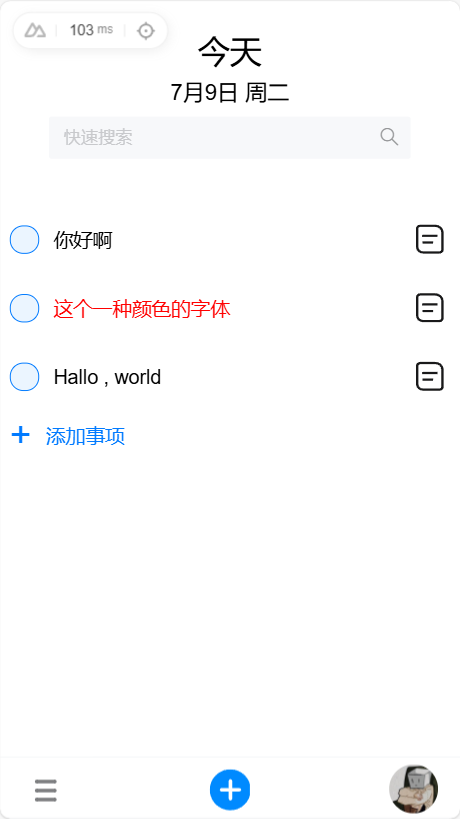 103 ms
今天
7月9日 周二
快速搜索
你好啊
这个一种颜色的字体
Hallo , world
+ 添加事项